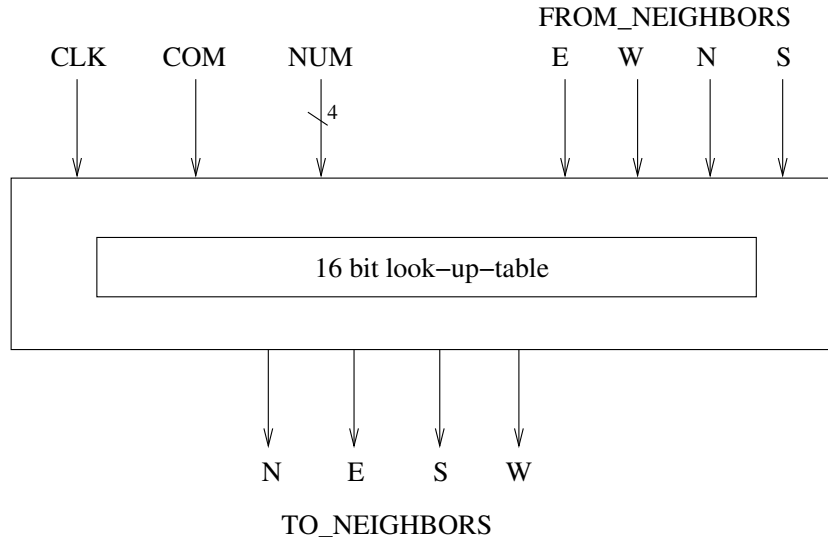 FROM_NEIGHBORS
CLK COM NUM E W N S
4
16 bit look-up-table
N E S W
TO_NEIGHBORS